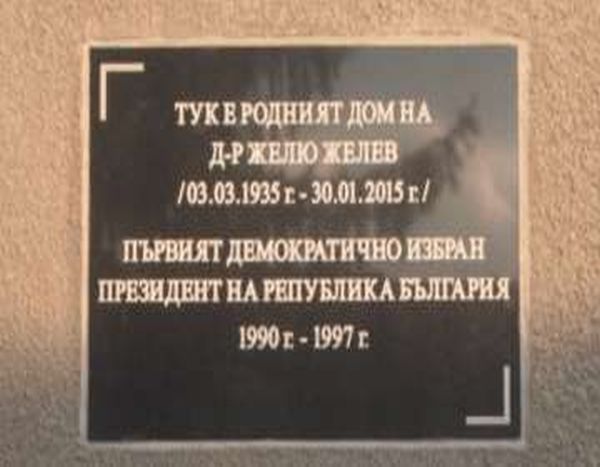 ТУК Е РОДНИЯТ ДОМ НА
Д-Р ЖЕЛЮ ЖЕЛЕВ
/03.03.1935 г. - 30.01.2015 г. /
ПЪРВИЯТ ДЕМОКРАТИЧНО ИЗБРАН
ПРЕЗИДЕНТ НА РЕПУБЛИКА БЪЛГАРИЯ
1990 г. - 1997 г.